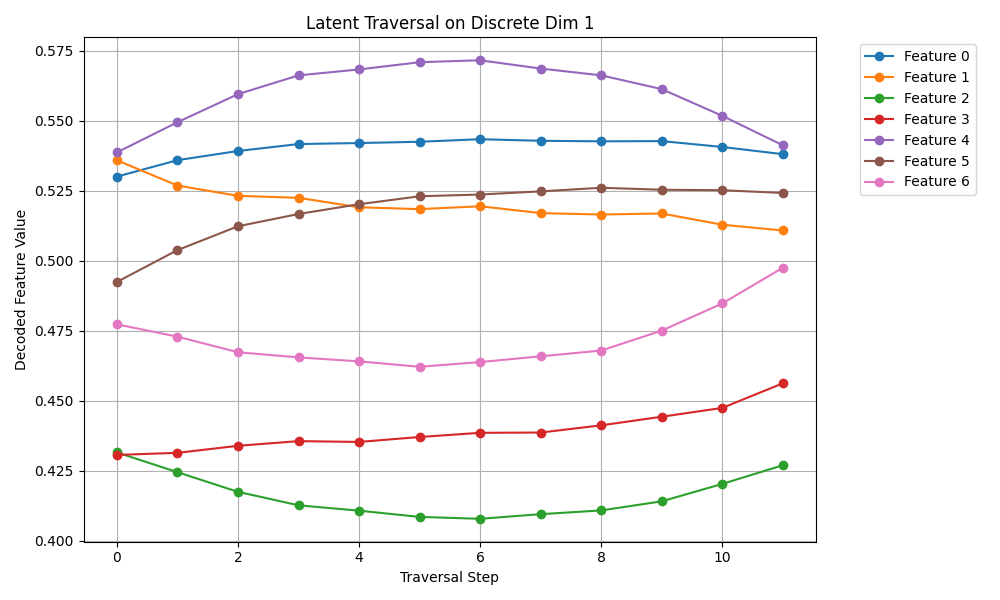 Latent Traversal on Discrete Dim 1
Decoded Feature Value
0.575
0.550
0.525
0.500
0.475
0.450
0.425
0.400
0 2 4 6 8 10
Traversal Step
Feature 0
Feature 1
Feature 2
Feature 3
Feature 4
Feature 5
Feature 6